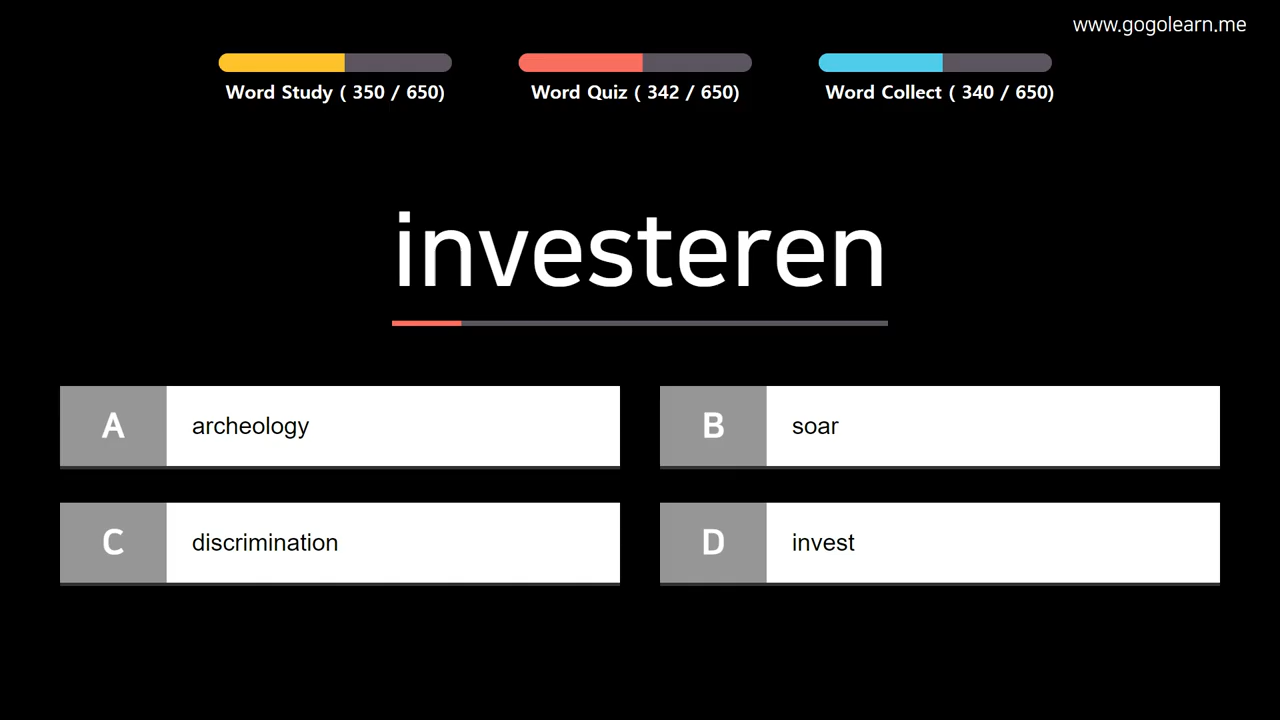 www.gogolearn.me
Word Study ( 350 / 650)
Word Quiz ( 342 / 650)
Word Collect ( 340 / 650)
investeren
A archeology
B soar
C discrimination
D invest